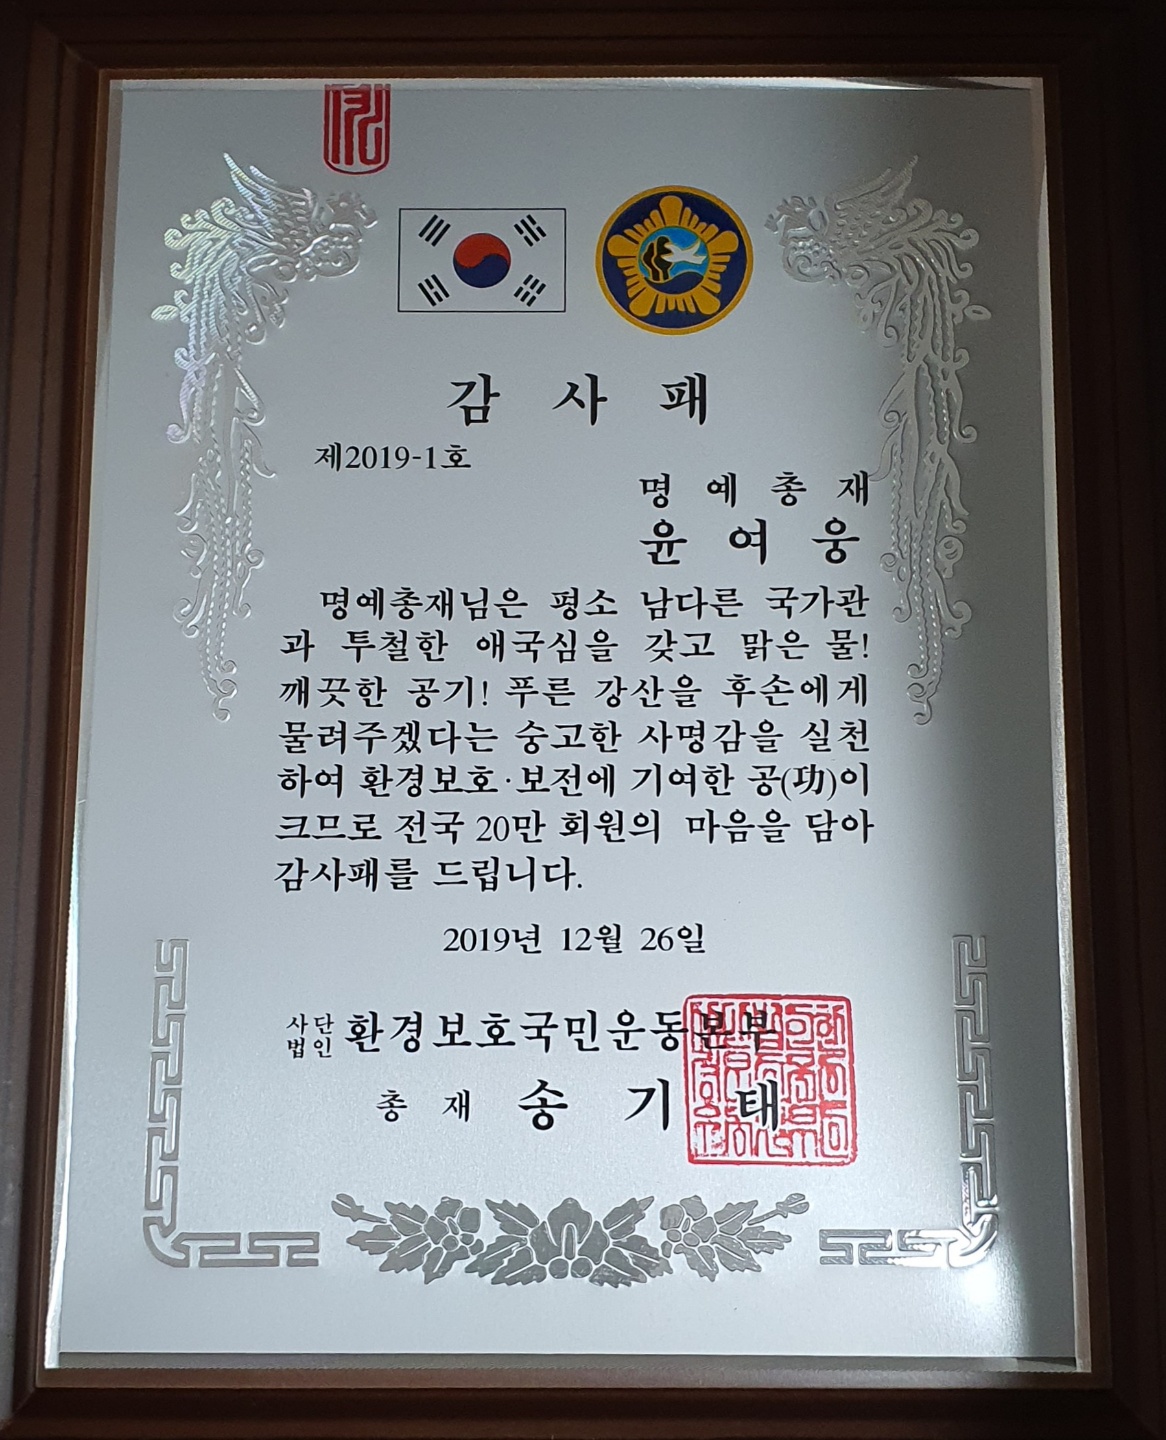 감 사 패
제2019-1호
명 예 총 재
윤 여 웅
명예총재님은 평소 남다른 국가관
과 투철한 애국심을 갖고 맑은 물!
깨끗한 공기! 푸른 강산을 후손에게
물려주겠다는 숭고한 사명감을 실천
하여 환경보호·보전에 기여한 공(功)이
크므로 전국 20만 회원의 마음을 담아
감사패를 드립니다.
2019년 12월 26일
사단
법인 환경보호국민운동본부
총 재 송 기 태